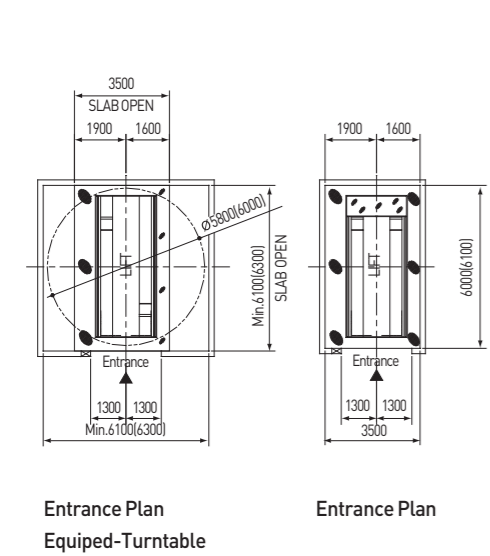 3500
SLAB OPEN
1900 1600
Ø5800(6000)
LIFT
Min.6100(6300)
SLAB OPEN
Entrance
1300 1300
Min.6100(6300)
1900 1600
LIFT
6000(6100)
Entrance
1300 1300
3500
Entrance Plan
Equiped-Turntable
Entrance Plan